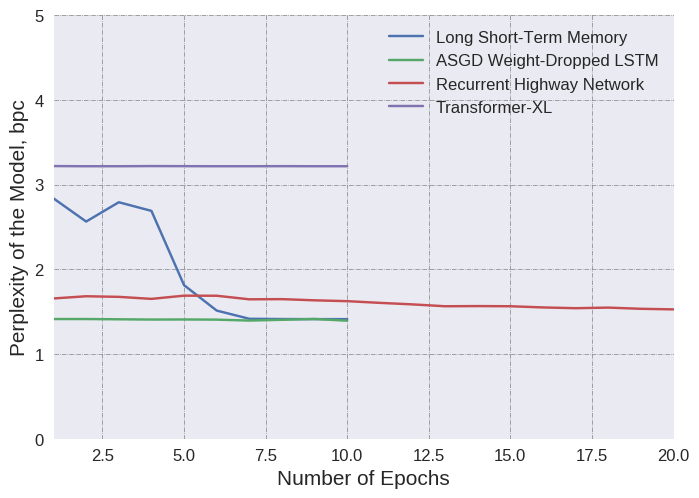 5
4
3
2
1
0
Perplexity of the Model, bpc
Long Short-Term Memory
ASGD Weight-Dropped LSTM
Recurrent Highway Network
Transformer-XL
2.5 5.0 7.5 10.0 12.5 15.0 17.5 20.0
Number of Epochs